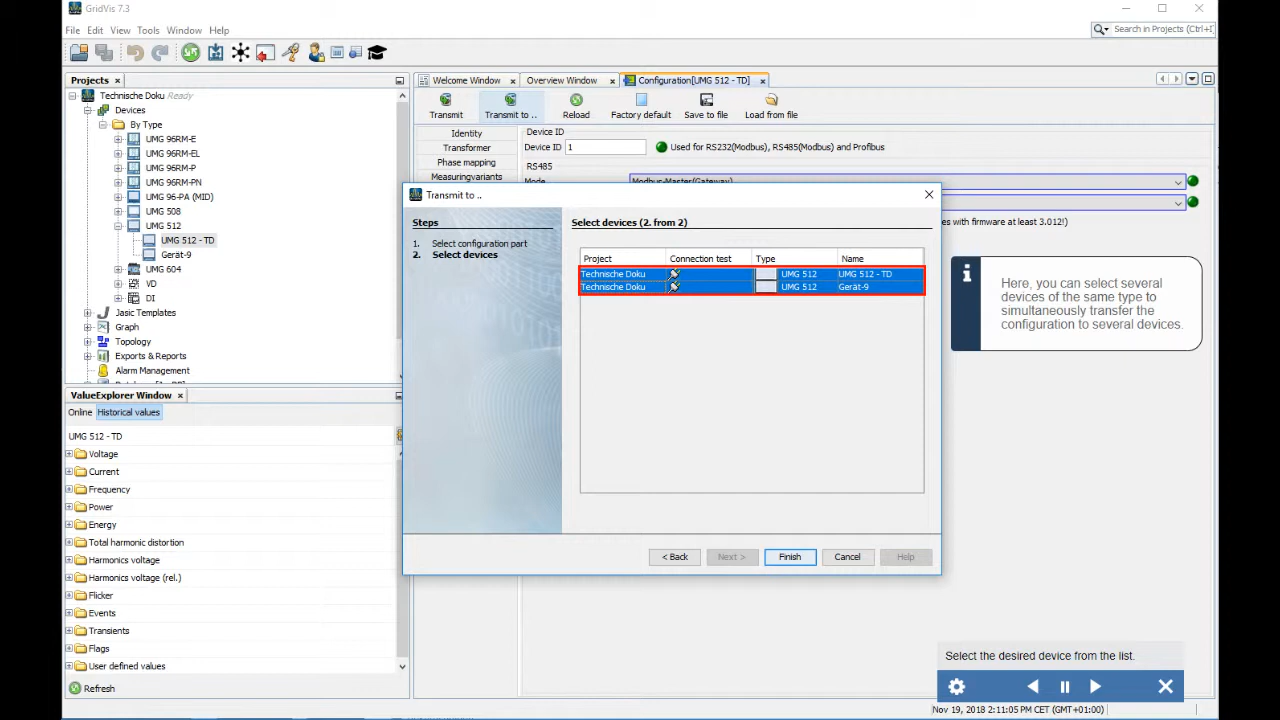 GridVis 7.3
File Edit View Tools Window Help
Search in Projects (Ctrl+I)
Projects
Technische Doku Ready
Devices
By Type
UMG 96RM-E
UMG 96RM-EL
UMG 96RM-P
UMG 96RM-PN
UMG 96-PA (MID)
UMG 508
UMG 512
UMG 512 - TD
Gerät-9
UMG 604
VD
DI
Jasic Templates
Graph
Topology
Exports & Reports
Alarm Management
ValueExplorer Window
Online Historical values
UMG 512 - TD
Voltage
Current
Frequency
Power
Energy
Total harmonic distortion
Harmonics voltage
Harmonics voltage (rel.)
Flicker
Events
Transients
Flags
User defined values
Refresh
Welcome Window Overview Window Configuration[UMG 512 - TD]
Transmit Transmit to .. Reload Factory default Save to file Load from file
Identity
Transformer
Phase mapping
Measuringvariants
Device ID
Device ID 1 Used for RS232(Modbus), RS485(Modbus) and Profibus
RS485
Mode Modbus-Master(Gateway)
es with firmware at least 3.012!)
Transmit to ..
Steps
1. Select configuration part
2. Select devices
Select devices (2. from 2)
Project Connection test Type Name
Technische Doku UMG 512 UMG 512 - TD
Technische Doku UMG 512 Gerät-9
< Back Next > Finish Cancel Help
Here, you can select several
devices of the same type to
simultaneously transfer the
configuration to several devices.
Select the desired device from the list.
Nov 19, 2018 2:11:05 PM CET (GMT+01:00)